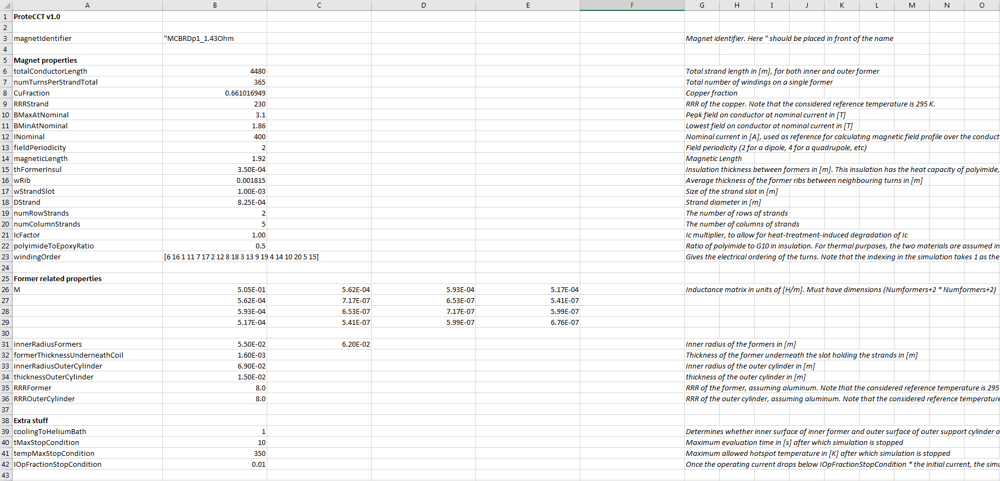 A B C D E F G H I J K L M N O
1 ProteCCT v1.0
2
3 magnetIdentifier "MCBRDp1_1.43Ohm Magnet identifier. Here " should be placed in front of the name
4
5 Magnet properties
6 totalConductorLength 4480 Total strand length in [m], for both inner and outer former
7 numTurnsPerStrandTotal 365 Total number of windings on a single former
8 CuFraction 0.661016949 Copper fraction
9 RRRStrand 230 RRR of the copper. Note that the considered reference temperature is 295 K.
10 BMaxAtNominal 3.1 Peak field on conductor at nominal current in [T]
11 BMinAtNominal 1.86 Lowest field on conductor at nominal current in [T]
12 INominal 400 Nominal current in [A], used as reference for calculating magnetic field profile over the conduct
13 fieldPeriodicity 2 Field periodicity (2 for a dipole, 4 for a quadrupole, etc)
14 magneticLength 1.92 Magnetic Length
15 thFormerInsul 3.50E-04 Insulation thickness between formers in [m]. This insulation has the heat capacity of polyimide,
16 wRib 0.001815 Average thickness of the former ribs between neighbouring turns in [m]
17 wStrandSlot 1.00E-03 Size of the strand slot in [m]
18 DStrand 8.25E-04 Strand diameter in [m]
19 numRowStrands 2 The number of rows of strands
20 numColumnStrands 5 The number of columns of strands
21 IcFactor 1.00 Ic multiplier, to allow for heat-treatment-induced degradation of Ic
22 polyimideToEpoxyRatio 0.5 Ratio of polyimide to G10 in insulation. For thermal purposes, the two materials are assumed in
23 windingOrder [6 16 1 11 7 17 2 12 8 18 3 13 9 19 4 14 10 20 5 15] Gives the electrical ordering of the turns. Note that the indexing in the simulation takes 1 as the
24
25 Former related properties
26 M 5.05E-01 5.62E-04 5.93E-04 5.17E-04 Inductance matrix in units of [H/m]. Must have dimensions (Numformers+2 * Numformers+2)
27 5.62E-04 7.17E-07 6.53E-07 5.41E-07
28 5.93E-04 6.53E-07 7.17E-07 5.99E-07
29 5.17E-04 5.41E-07 5.99E-07 6.76E-07
30
31 innerRadiusFormers 5.50E-02 6.20E-02 Inner radius of the formers in [m]
32 formerThicknessUnderneathCoil 1.60E-03 Thickness of the former underneath the slot holding the strands in [m]
33 innerRadiusOuterCylinder 6.90E-02 Inner radius of the outer cylinder in [m]
34 thicknessOuterCylinder 1.50E-02 thickness of the outer cylinder in [m]
35 RRRFormer 8.0 RRR of the former, assuming aluminum. Note that the considered reference temperature is 295
36 RRROuterCylinder 8.0 RRR of the outer cylinder, assuming aluminum. Note that the considered reference temperature
37
38 Extra stuff
39 coolingToHeliumBath 1 Determines whether inner surface of inner former and outer surface of outer support cylinder a
40 tMaxStopCondition 10 Maximum evaluation time in [s] after which simulation is stopped
41 tempMaxStopCondition 350 Maximum allowed hotspot temperature in [K] after which simulation is stopped
42 IOpFractionStopCondition 0.01 Once the operating current drops below IOpFractionStopCondition * the initial current, the simu
43